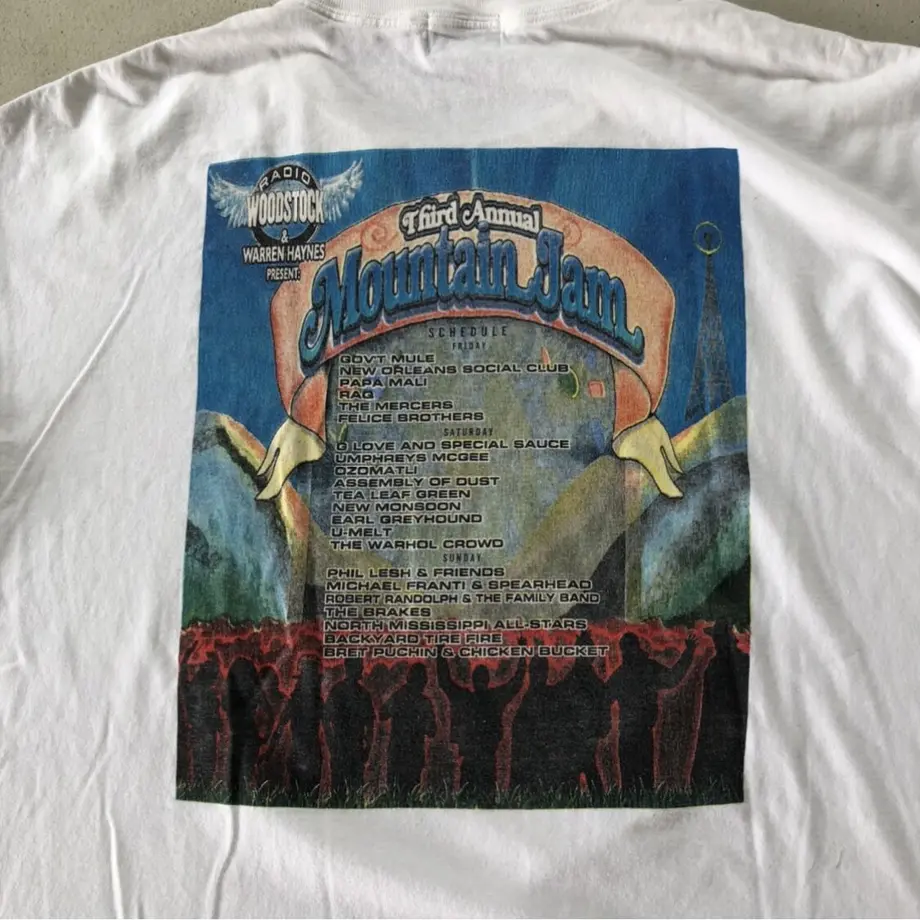 RADIO
WOODSTOCK
&
WARREN HAYNES
PRESENT:
Third Annual
Mountain Jam
SCHEDULE
FRIDAY
GOV'T MULE
NEW ORLEANS SOCIAL CLUB
PAPA MALI
RAQ
THE MERCERS
FELICE BROTHERS
SATURDAY
G LOVE AND SPECIAL SAUCE
UMPHREYS MCGEE
OZOMATLI
ASSEMBLY OF DUST
TEA LEAF GREEN
NEW MONSOON
EARL GREYHOUND
U-MELT
THE WARHOL CROWD
SUNDAY
PHIL LESH & FRIENDS
MICHAEL FRANTI & SPEARHEAD
ROBERT RANDOLPH & THE FAMILY BAND
THE BRAKES
NORTH MISSISSIPPI ALL-STARS
BACKYARD TIRE FIRE
BRET PUCHIN & CHICKEN BUCKET